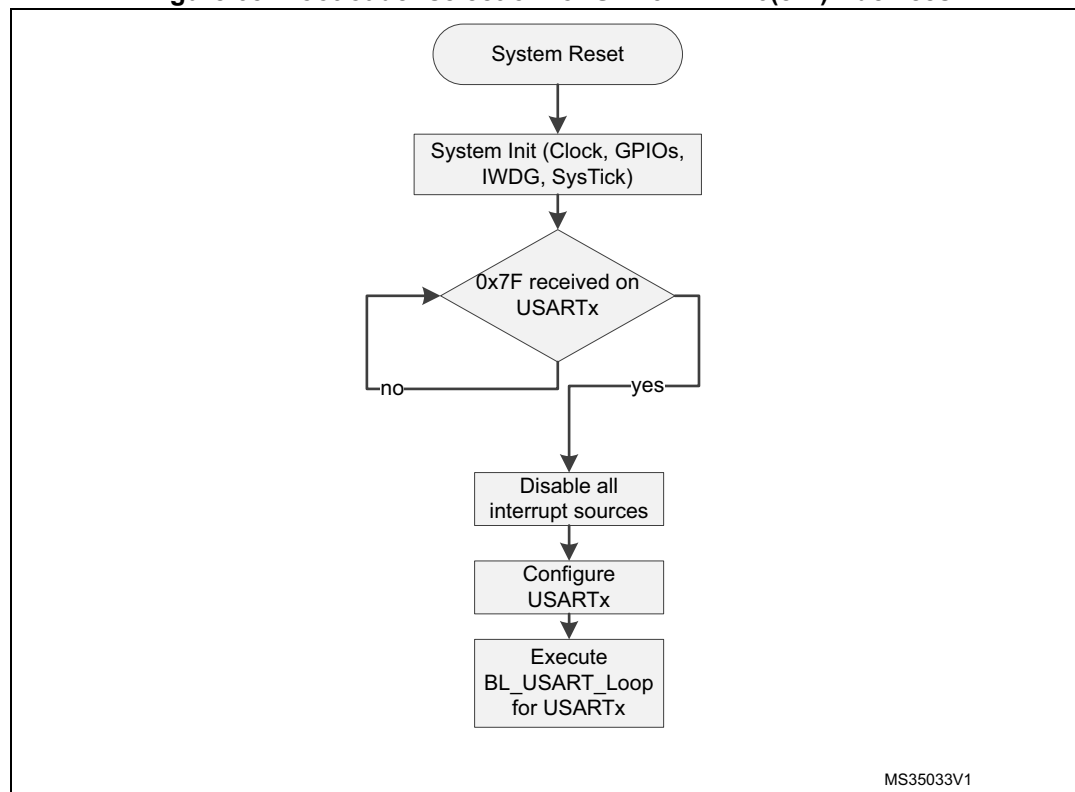 System Reset
System Init (Clock, GPIOs,
IWDG, SysTick)
0x7F received on
USARTx
no
yes
Disable all
interrupt sources
Configure
USARTx
Execute
BL_USART_Loop
for USARTx
MS35033V1